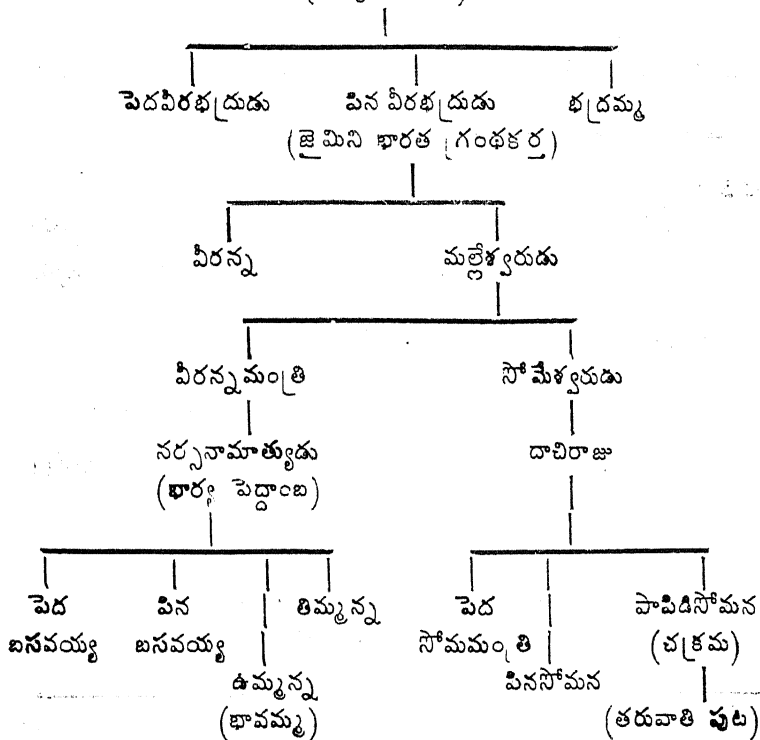 పెదవీరభద్రుడు పిన వీరభద్రుడు భద్రమ్మ
(జైమిని భారత గ్రంథకర్త)
వీరన్న మల్లేశ్వరుడు
వీరన్నమంత్రి సోమేశ్వరుడు
నర్సనామాత్యుడు దాచిరాజు
(భార్య పెద్దాంబ)
పెద పిన తిమ్మన్న పెద పాపిడిసోమన
బసవయ్య బసవయ్య సోమమంత్రి (చక్రమ)
ఉమ్మన్న పినసోమన
(భావమ్మ) (తరువాతి పుట)